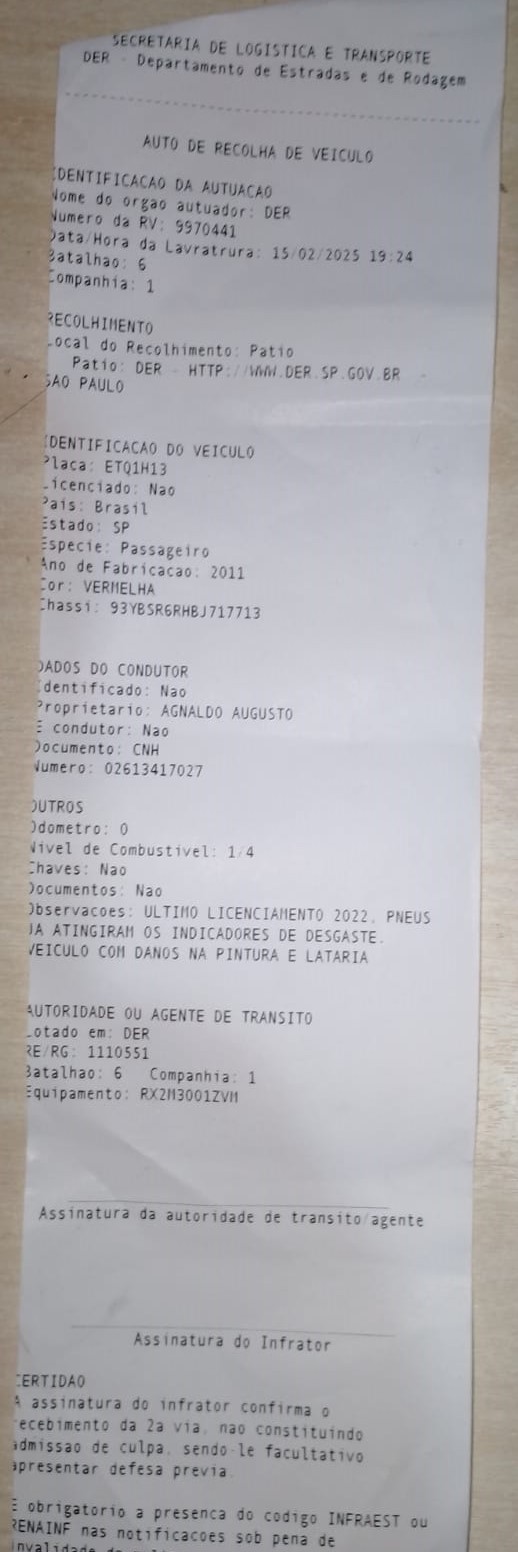 SECRETARIA DE LOGISTICA E TRANSPORTE
DER - Departamento de Estradas e de Rodagem
AUTO DE RECOLHA DE VEICULO
IDENTIFICACAO DA AUTUACAO
Nome do orgao autuador: DER
Numero da RV: 9970441
Data/Hora da Lavratrura: 15/02/2025 19:24
Batalhao: 6
Companhia: 1
RECOLHIMENTO
Local do Recolhimento: Patio
Patio: DER - HTTP://WWW.DER.SP.GOV.BR -
SAO PAULO
IDENTIFICACAO DO VEICULO
Placa: ETQ1H13
Licenciado: Nao
Pais: Brasil
Estado: SP
Especie: Passageiro
Ano de Fabricacao: 2011
Cor: VERMELHA
Chassi: 93YBSR6RHBJ717713
DADOS DO CONDUTOR
Identificado: Nao
Proprietario: AGNALDO AUGUSTO
E condutor: Nao
Documento: CNH
Numero: 02613417027
OUTROS
Odometro: 0
Nivel de Combustivel: 1/4
Chaves: Nao
Documentos: Nao
Observacoes: ULTIMO LICENCIAMENTO 2022, PNEUS
JA ATINGIRAM OS INDICADORES DE DESGASTE.
VEICULO COM DANOS NA PINTURA E LATARIA
AUTORIDADE OU AGENTE DE TRANSITO
Lotado em: DER
RE/RG: 1110551
Batalhao: 6 Companhia: 1
Equipamento: RX2M3001ZVM
Assinatura da autoridade de transito/agente
Assinatura do Infrator
CERTIDAO
A assinatura do infrator confirma o
recebimento da 2a via, nao constituindo
admissao de culpa, sendo-le facultativo
apresentar defesa previa.
E obrigatorio a presenca do codigo INFRAEST ou
RENAINF nas notificacoes sob pena de
invalidade da